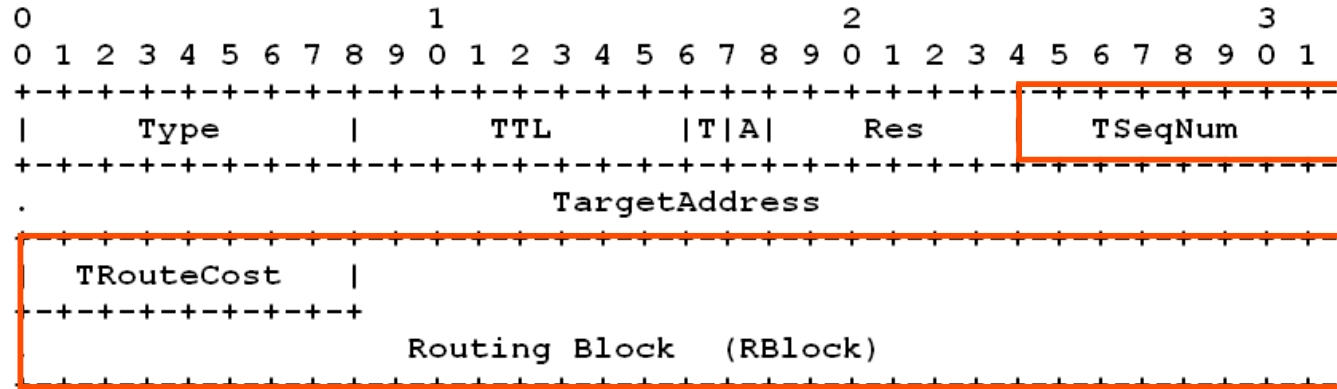 0                   1                   2                   3
0 1 2 3 4 5 6 7 8 9 0 1 2 3 4 5 6 7 8 9 0 1 2 3 4 5 6 7 8 9 0 1
+-+-+-+-+-+-+-+-+-+-+-+-+-+-+-+-+-+-+-+-+-+-+-+-+-+-+-+-+-+-+-+-
|     Type      |      TTL      |T|A|    Res    |   TSeqNum
+-+-+-+-+-+-+-+-+-+-+-+-+-+-+-+-+-+-+-+-+-+-+-+-+-+-+-+-+-+-+-+-
.                         TargetAddress
+-+-+-+-+-+-+-+-+-+-+-+-+-+-+-+-+-+-+-+-+-+-+-+-+-+-+-+-+-+-+-+-
|  TRouteCost   |
+-+-+-+-+-+-+-+-+
                   Routing Block  (RBlock)
+-+-+-+-+-+-+-+-+-+-+-+-+-+-+-+-+-+-+-+-+-+-+-+-+-+-+-+-+-+-+-+-